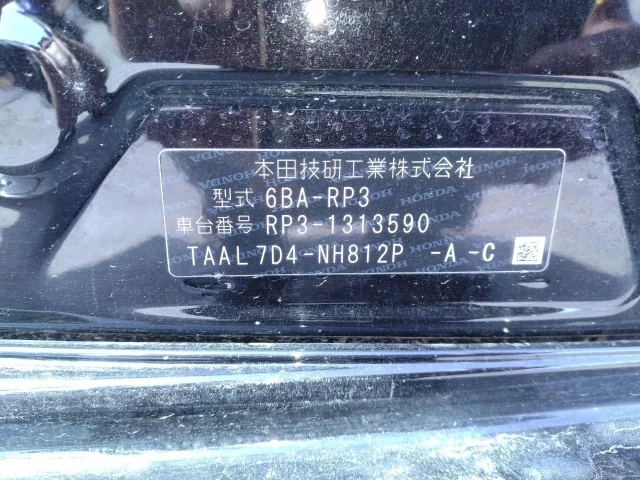 本田技研工業株式会社
型式 6BA-RP3
車台番号 RP3-1313590
TAAL 7D4-NH812P -A -C